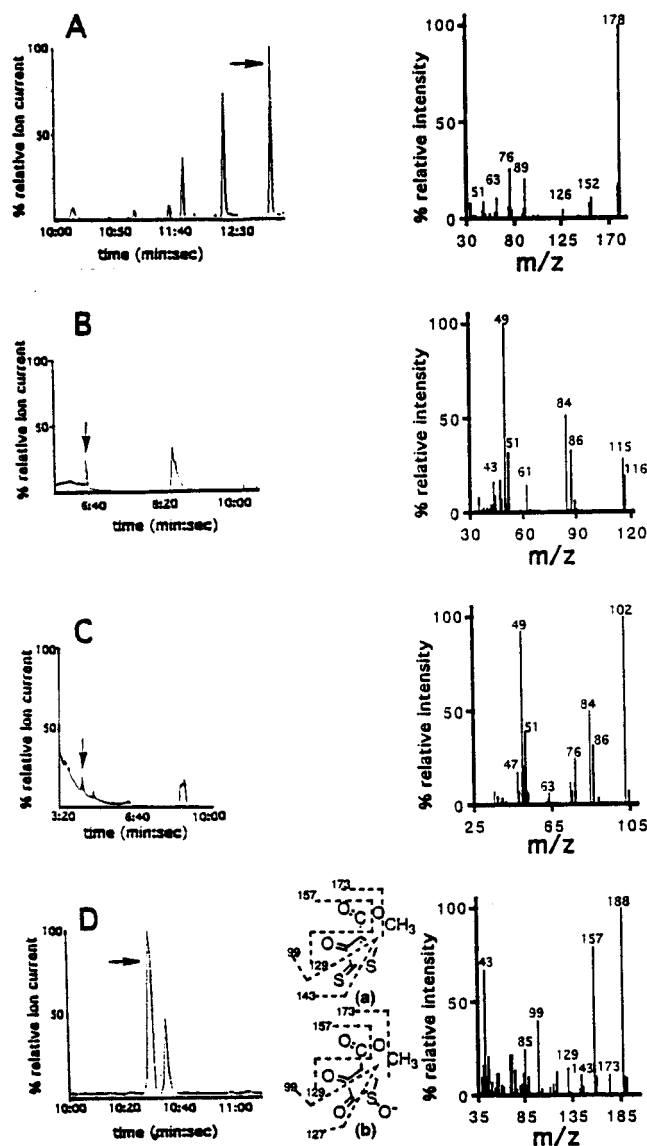 A
% relative ion current
100
50
10:00 10:50 11:40 12:30
time (min:sec)
% relative intensity
100
50
178
51 63 76 89 126 152
30 80 125 170
m/z
B
% relative ion current
100
50
6:40 8:20 10:00
time (min:sec)
% relative intensity
100
50
0
49
84
43 51 61 86 115
116
30 60 90 120
m/z
C
% relative ion current
100
50
3:20 6:40 10:00
time (min:sec)
% relative intensity
100
50
0
49 102
84
47 51 63 76 86
25 65 105
m/z
D
% relative ion current
100
50
0
10:00 10:20 10:40 11:00
time (min:sec)
173
157
O O
C
CH3
O
99
129
S S
143
(a)
173
157
O O
C
CH3
O
99
129
O S O-
127
(b)
% relative intensity
100
50
0
188
157
43
99
85
129
143 173
35 85 135 185
m/z